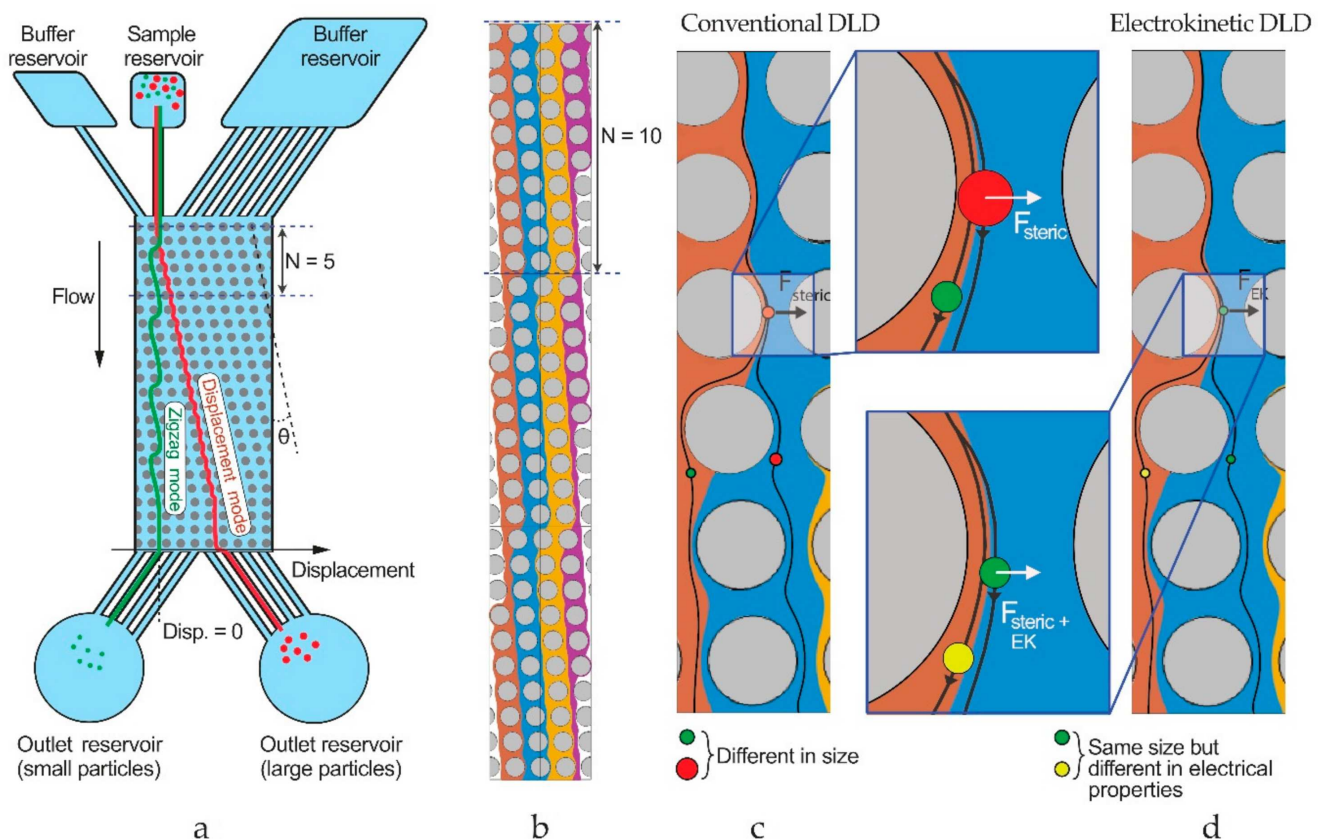 Buffer
reservoir
Sample
reservoir
Buffer
reservoir
Flow
N = 5
θ
Zigzag mode
Displacement mode
Displacement
Disp. = 0
Outlet reservoir
(small particles)
Outlet reservoir
(large particles)
a
N = 10
b
Conventional DLD
F steric
F steric
Different in size
c
Electrokinetic DLD
F EK
F steric +
EK
Same size but
different in electrical
properties
d